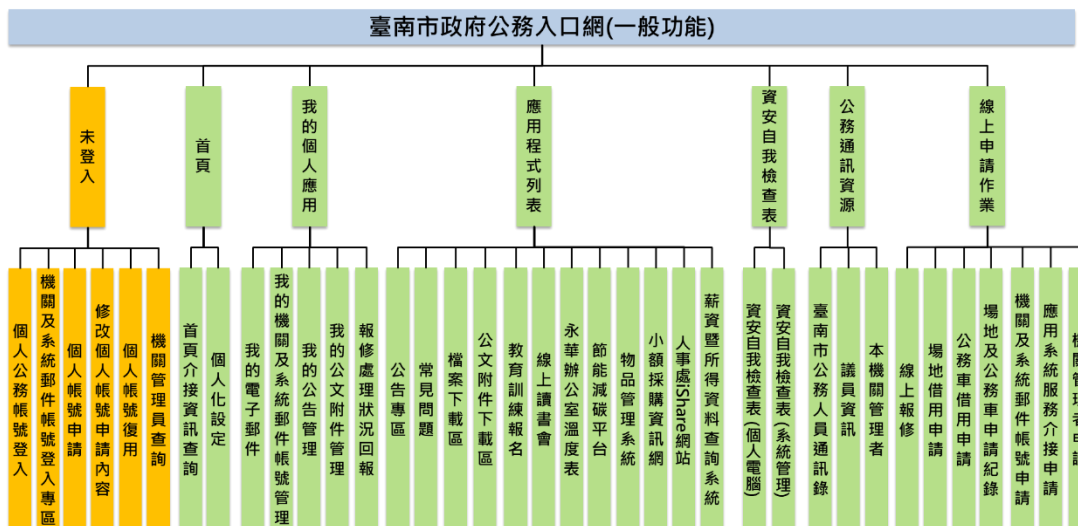 臺南市政府公務入口網(一般功能)
未登入
首頁
我的個人應用
應用程式列表
資安自我檢查表
公務通訊資源
線上申請作業
個人公務帳號登入
機關及系統郵件帳號登入專區
個人帳號申請
修改個人帳號申請內容
個人帳號復用
機關管理員查詢
首頁介接資訊查詢
個人化設定
我的電子郵件
我的機關及系統郵件帳號管理
我的公告管理
我的公文附件管理
報修處理狀況回報
公告專區
常見問題
檔案下載區
公文附件下載區
教育訓練報名
線上讀書會
永華辦公室溫度表
節能減碳平台
物品管理系統
小額採購資訊網
人事處iShare網站
薪資暨所得資料查詢系統
資安自我檢查表(個人電腦)
資安自我檢查表(系統管理)
臺南市公務人員通訊錄
議員資訊
本機關管理者
線上報修
場地借用申請
公務車借用申請
場地及公務車申請紀錄
機關及系統郵件帳號申請
應用系統服務介接申請